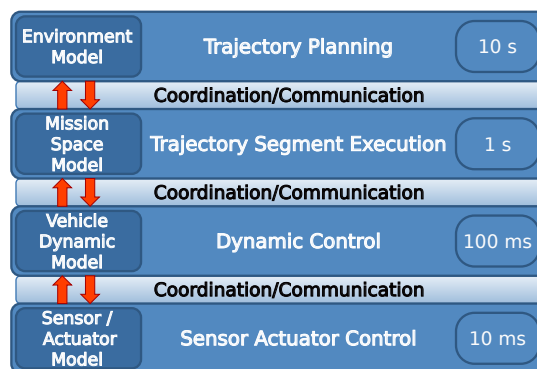 Environment
Model
Trajectory Planning
10 s
Coordination/Communication
Mission
Space
Model
Trajectory Segment Execution
1 s
Coordination/Communication
Vehicle
Dynamic
Model
Dynamic Control
100 ms
Coordination/Communication
Sensor /
Actuator
Model
Sensor Actuator Control
10 ms